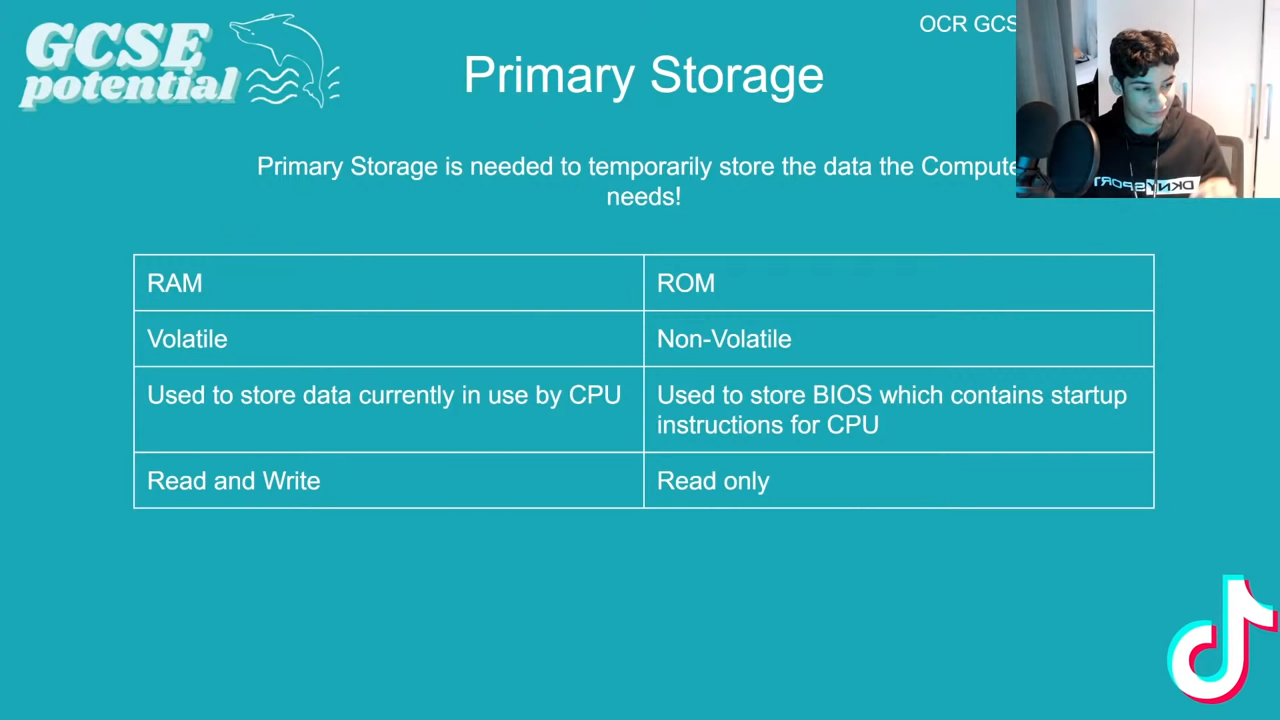 GCSE
potential
OCR GCS
Primary Storage
Primary Storage is needed to temporarily store the data the Compute
needs!
RAM
ROM
Volatile
Non-Volatile
Used to store data currently in use by CPU
Used to store BIOS which contains startup
instructions for CPU
Read and Write
Read only
DKNY SPORT